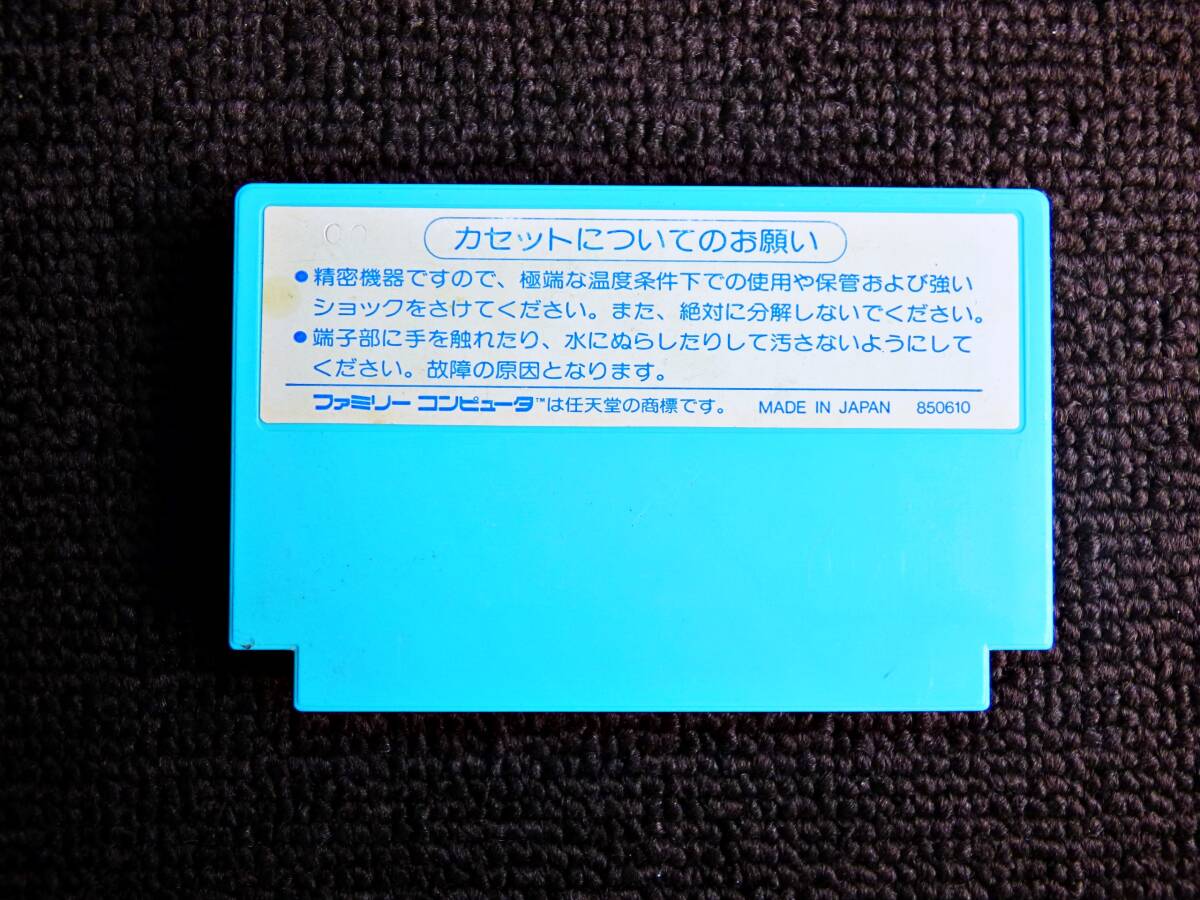 カセットについてのお願い
●精密機器ですので、極端な温度条件下での使用や保管および強い
ショックをさけてください。また、絶対に分解しないでください。
●端子部に手を触れたり、水にぬらしたりして汚さないようにして
ください。故障の原因となります。
ファミリー コンピュータ™は任天堂の商標です。 MADE IN JAPAN 850610